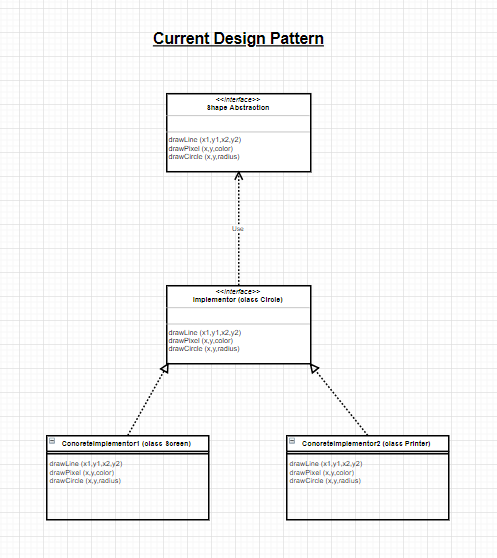 Current Design Pattern
<<interface>>
Shape Abstraction
drawLine (x1,y1,x2,y2)
drawPixel (x,y,color)
drawCircle (x,y,radius)
Use
<<interface>>
Implementor (class Circle)
drawLine (x1,y1,x2,y2)
drawPixel (x,y,color)
drawCircle (x,y,radius)
ConcreteImplementor1 (class Screen)
drawLine (x1,y1,x2,y2)
drawPixel (x,y,color)
drawCircle (x,y,radius)
ConcreteImplementor2 (class Printer)
drawLine (x1,y1,x2,y2)
drawPixel (x,y,color)
drawCircle (x,y,radius)